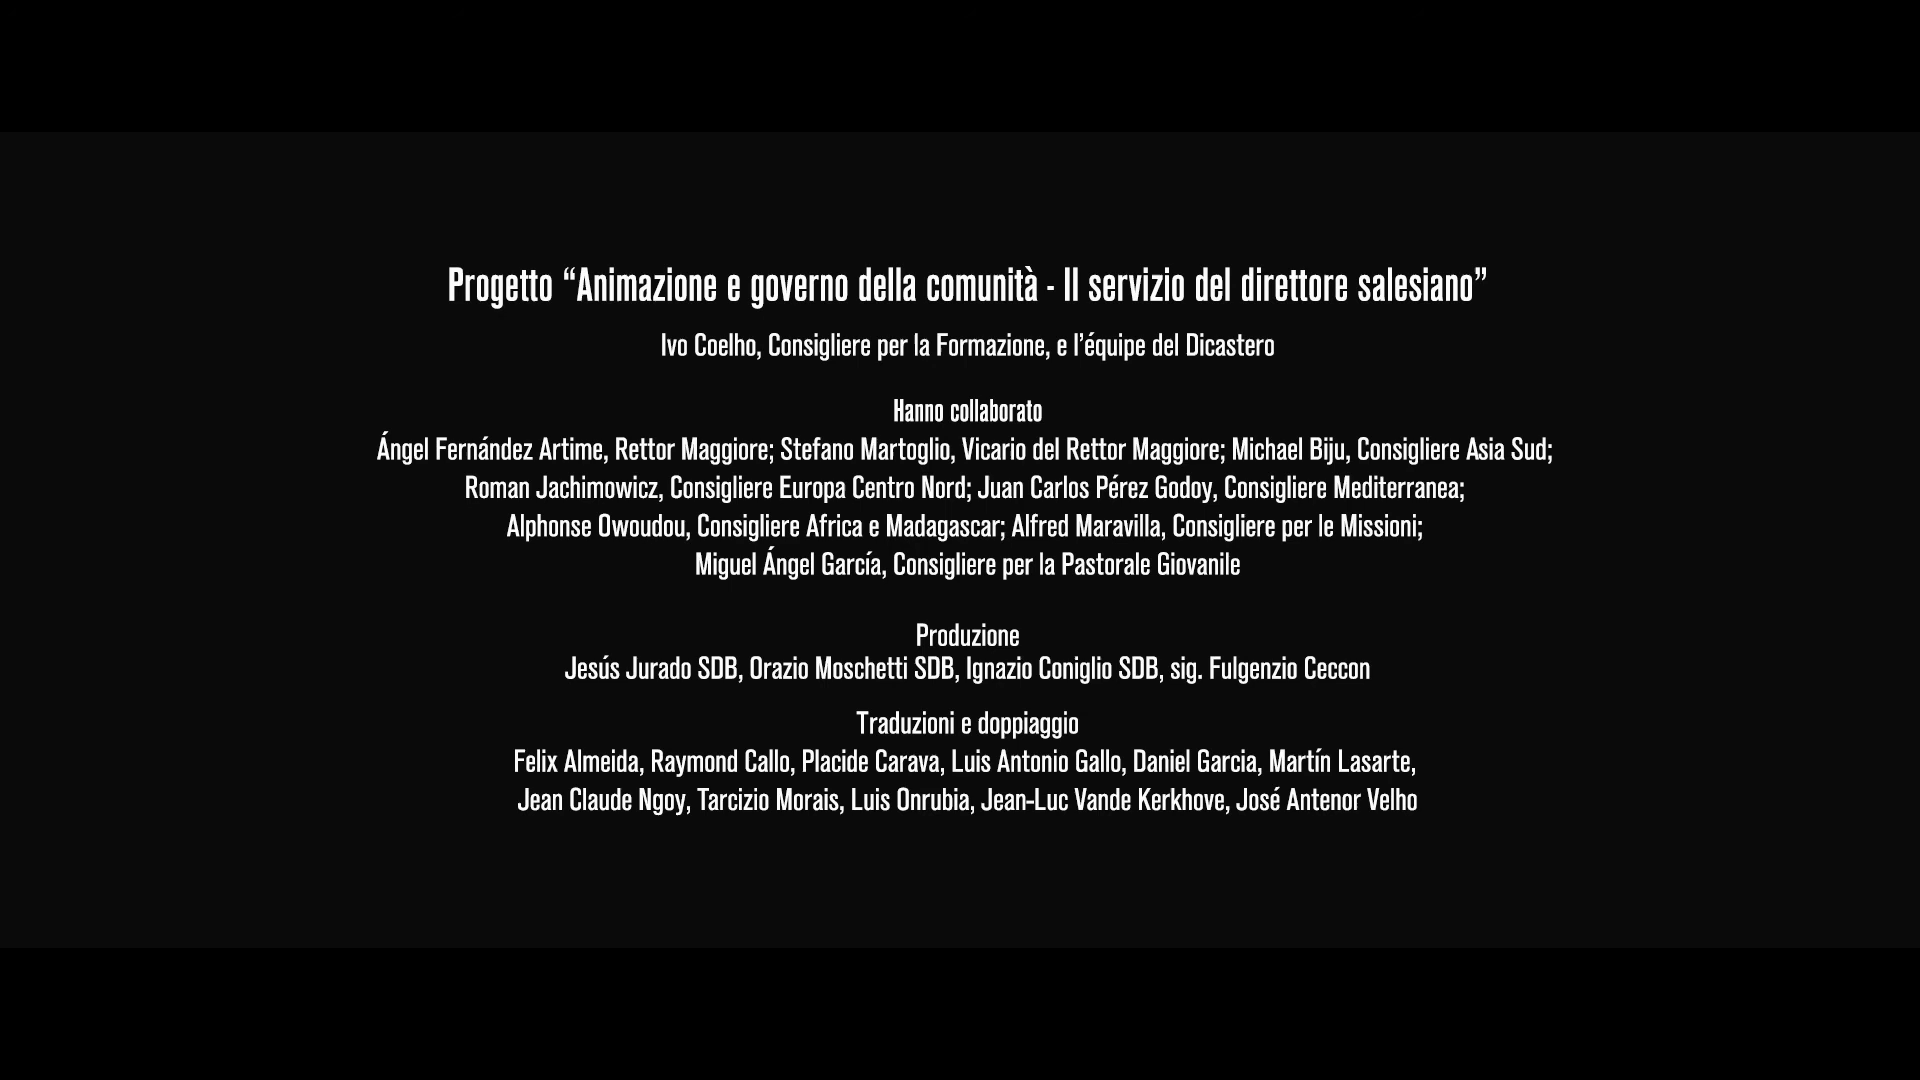 Progetto “Animazione e governo della comunità - Il servizio del direttore salesiano”
Ivo Coelho, Consigliere per la Formazione, e l’équipe del Dicastero
Hanno collaborato
Ángel Fernández Artime, Rettor Maggiore; Stefano Martoglio, Vicario del Rettor Maggiore; Michael Biju, Consigliere Asia Sud;
Roman Jachimowicz, Consigliere Europa Centro Nord; Juan Carlos Pérez Godoy, Consigliere Mediterranea;
Alphonse Owoudou, Consigliere Africa e Madagascar; Alfred Maravilla, Consigliere per le Missioni;
Miguel Ángel García, Consigliere per la Pastorale Giovanile
Produzione
Jesús Jurado SDB, Orazio Moschetti SDB, Ignazio Coniglio SDB, sig. Fulgenzio Ceccon
Traduzioni e doppiaggio
Felix Almeida, Raymond Callo, Placide Carava, Luis Antonio Gallo, Daniel Garcia, Martín Lasarte,
Jean Claude Ngoy, Tarcizio Morais, Luis Onrubia, Jean-Luc Vande Kerkhove, José Antenor Velho